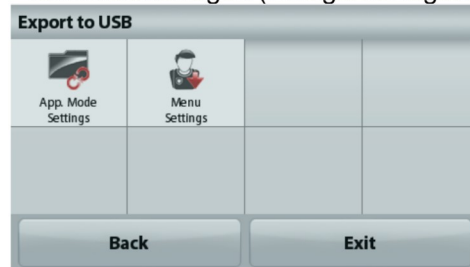 Export to USB
App. Mode
Settings
Menu
Settings
Back
Exit